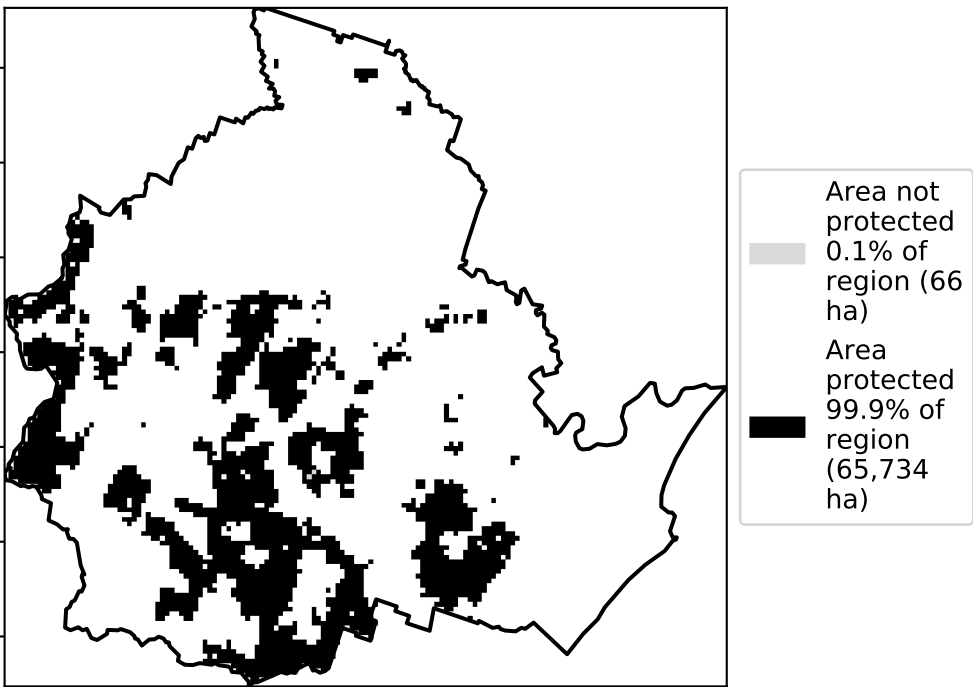 Area not
protected
0.1% of
region (66
ha)
Area
protected
99.9% of
region
(65,734
ha)